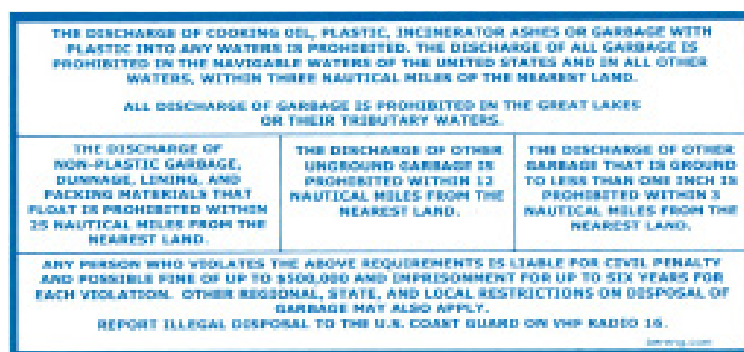 THE DISCHARGE OF COOKING OIL, PLASTIC, INCINERATOR ASHES OR GARBAGE WITH
PLASTIC INTO ANY WATERS IS PROHIBITED. THE DISCHARGE OF ALL GARBAGE IS
PROHIBITED IN THE NAVIGABLE WATERS OF THE UNITED STATES AND IN ALL OTHER
WATERS, WITHIN THREE NAUTICAL MILES OF THE NEAREST LAND.
ALL DISCHARGE OF GARBAGE IS PROHIBITED IN THE GREAT LAKES
OR THEIR TRIBUTARY WATERS.
THE DISCHARGE OF
NON-PLASTIC GARBAGE,
DUNNAGE, LINING, AND
PACKING MATERIALS THAT
FLOAT IS PROHIBITED WITHIN
25 NAUTICAL MILES FROM THE
NEAREST LAND.
THE DISCHARGE OF OTHER
UNGROUND GARBAGE IS
PROHIBITED WITHIN 12
NAUTICAL MILES FROM THE
NEAREST LAND.
THE DISCHARGE OF OTHER
GARBAGE THAT IS GROUND
TO LESS THAN ONE INCH IS
PROHIBITED WITHIN 3
NAUTICAL MILES FROM THE
NEAREST LAND.
ANY PERSON WHO VIOLATES THE ABOVE REQUIREMENTS IS LIABLE FOR CIVIL PENALTY
AND POSSIBLE FINE OF UP TO $500,000 AND IMPRISONMENT FOR UP TO SIX YEARS FOR
EACH VIOLATION. OTHER REGIONAL, STATE, AND LOCAL RESTRICTIONS ON DISPOSAL OF
GARBAGE MAY ALSO APPLY.
REPORT ILLEGAL DISPOSAL TO THE U.S. COAST GUARD ON VHF RADIO 16.